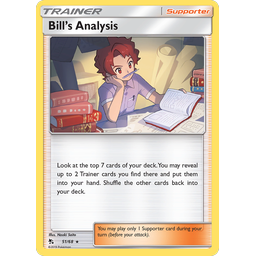 TRAINER
Supporter
Bill's Analysis
Look at the top 7 cards of your deck. You may reveal
up to 2 Trainer cards you find there and put them
into your hand. Shuffle the other cards back into
your deck.
Illus. Naoki Saito
You may play only 1 Supporter card during your
turn (before your attack).
51/68 ★